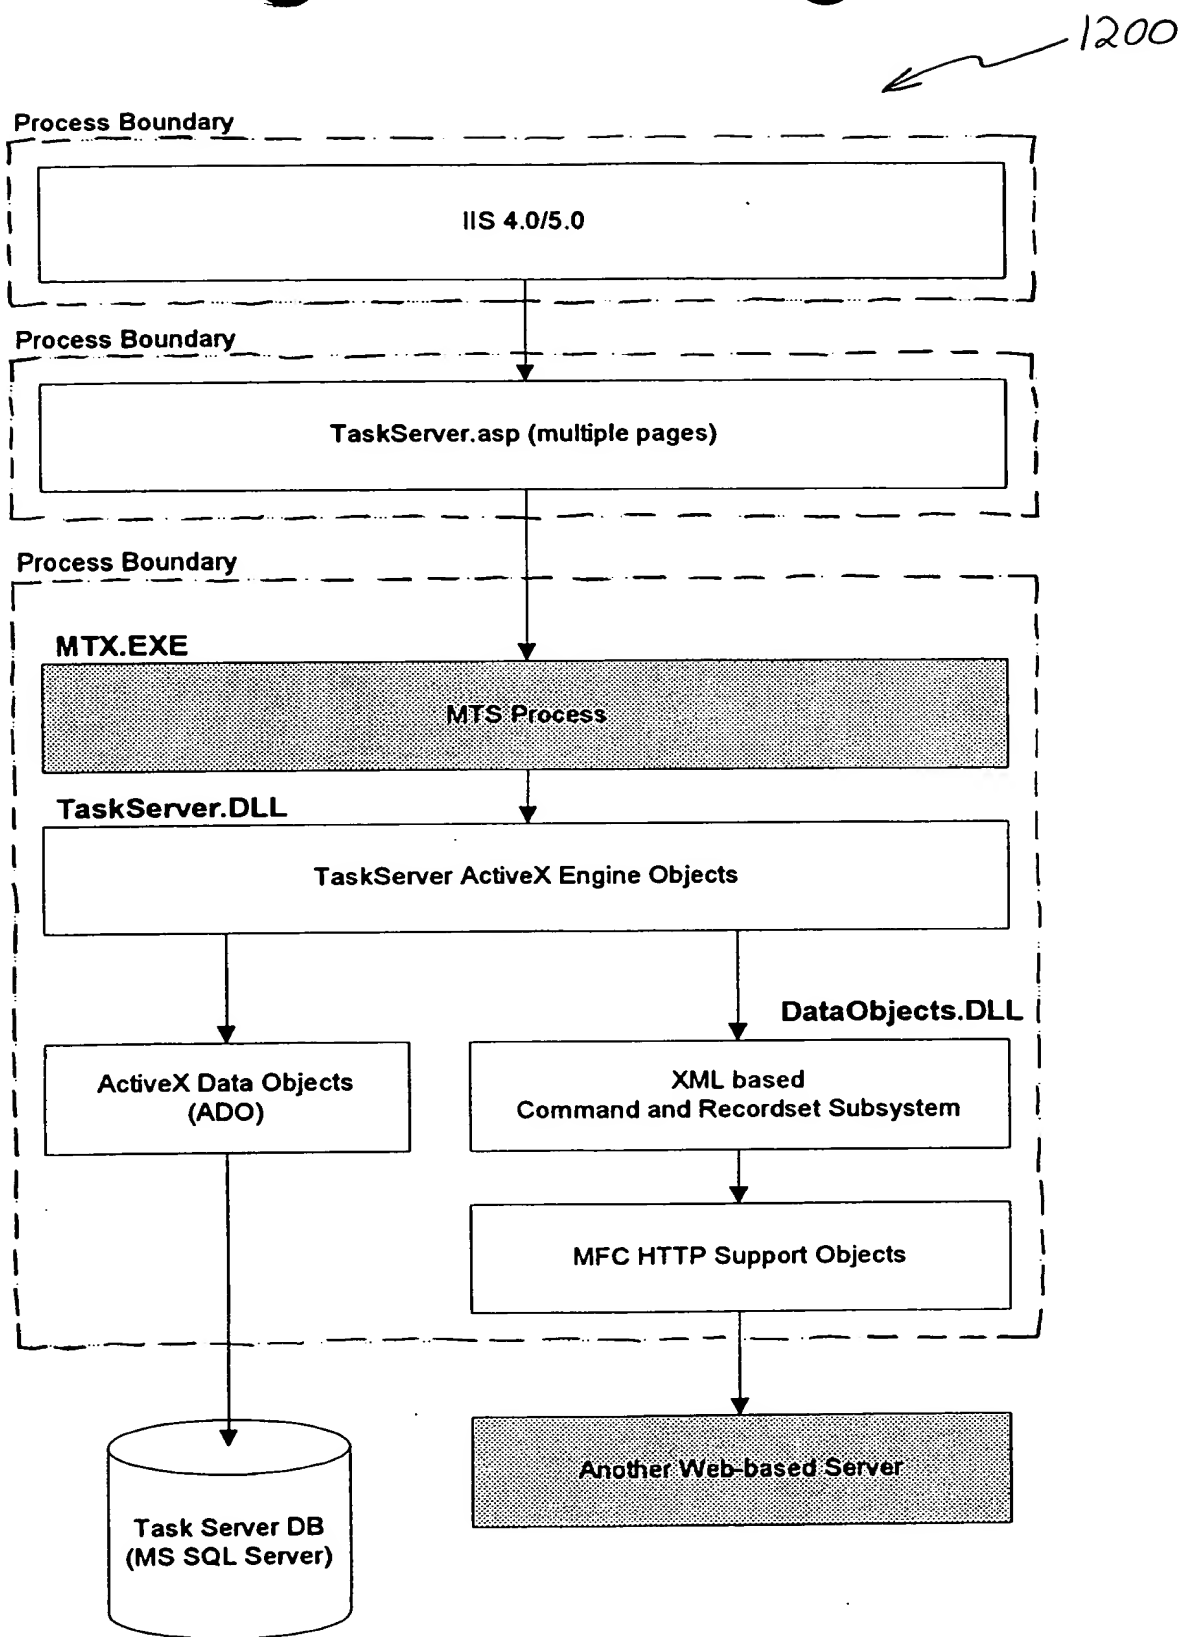 1200
Process Boundary
IIS 4.0/5.0
Process Boundary
TaskServer.asp (multiple pages)
Process Boundary
MTX.EXE
MTS Process
TaskServer.DLL
TaskServer ActiveX Engine Objects
DataObjects.DLL
ActiveX Data Objects
(ADO)
XML based
Command and Recordset Subsystem
MFC HTTP Support Objects
Another Web-based Server
Task Server DB
(MS SQL Server)